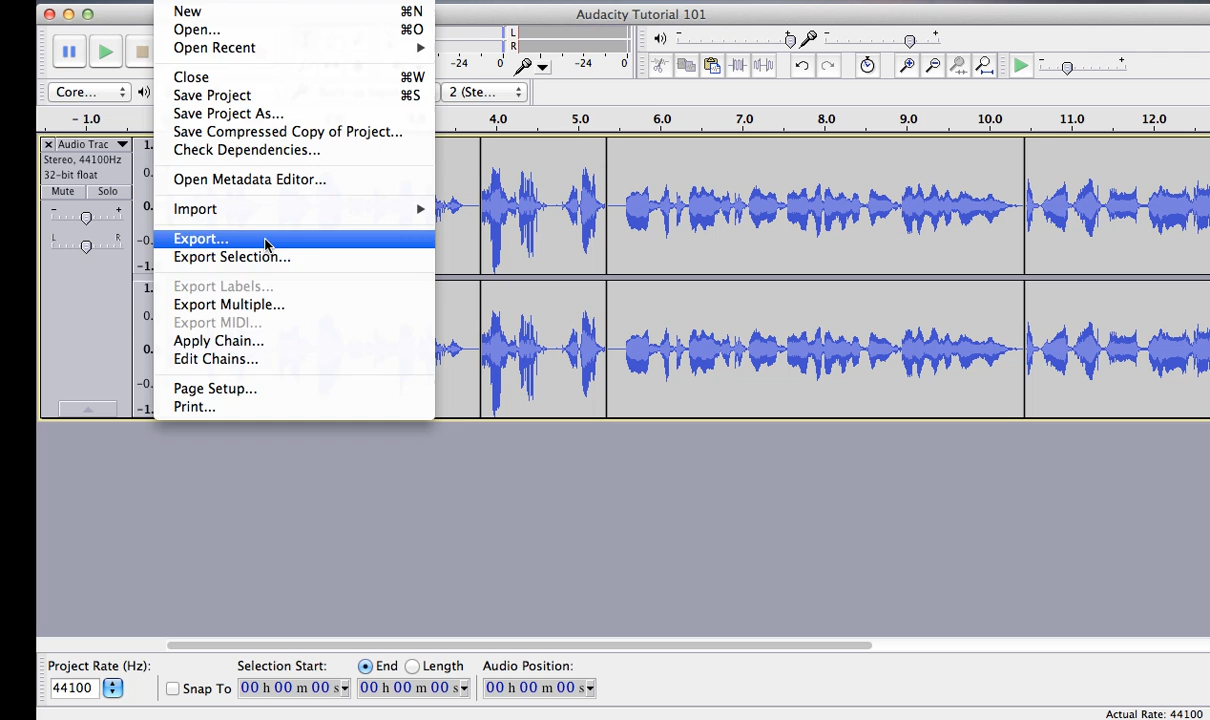 Audacity Tutorial 101
New ⌘N
Open... ⌘O
Open Recent ▶
Close ⌘W
Save Project ⌘S
Save Project As...
Save Compressed Copy of Project...
Check Dependencies...
Open Metadata Editor...
Import ▶
Export...
Export Selection...
Export Labels...
Export Multiple...
Export MIDI...
Apply Chain...
Edit Chains...
Page Setup...
Print...
L
R
-24 0 -24 0
- + - +
- +
Core... 2 (Ste...
- 1.0 4.0 5.0 6.0 7.0 8.0 9.0 10.0 11.0 12.0
Audio Trac
Stereo, 44100Hz
32-bit float
Mute Solo
- +
L R
Project Rate (Hz): Selection Start: End Length Audio Position:
44100 Snap To 00 h 00 m 00 s 00 h 00 m 00 s 00 h 00 m 00 s
Actual Rate: 44100